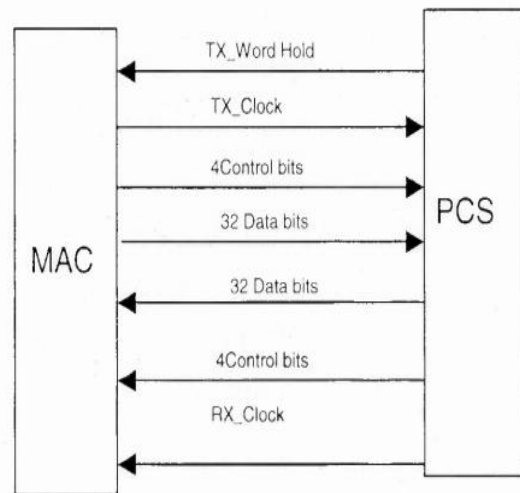 TX_Word Hold
TX_Clock
4Control bits
32 Data bits
PCS
MAC
32 Data bits
4Control bits
RX_Clock